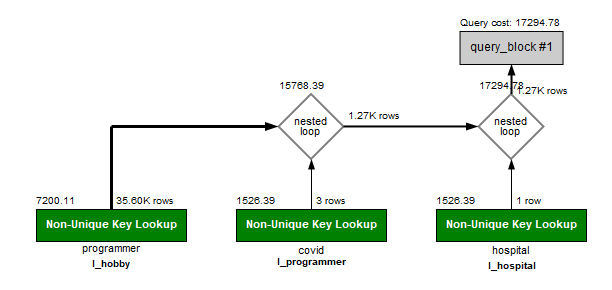 Query cost: 17294.78
query_block #1
15768.39
17294.78
1.27K rows
nested
loop
1.27K rows
nested
loop
7200.11
35.60K rows
1526.39
3 rows
1526.39
1 row
Non-Unique Key Lookup
Non-Unique Key Lookup
Non-Unique Key Lookup
programmer
covid
hospital
I_hobby
I_programmer
I_hospital